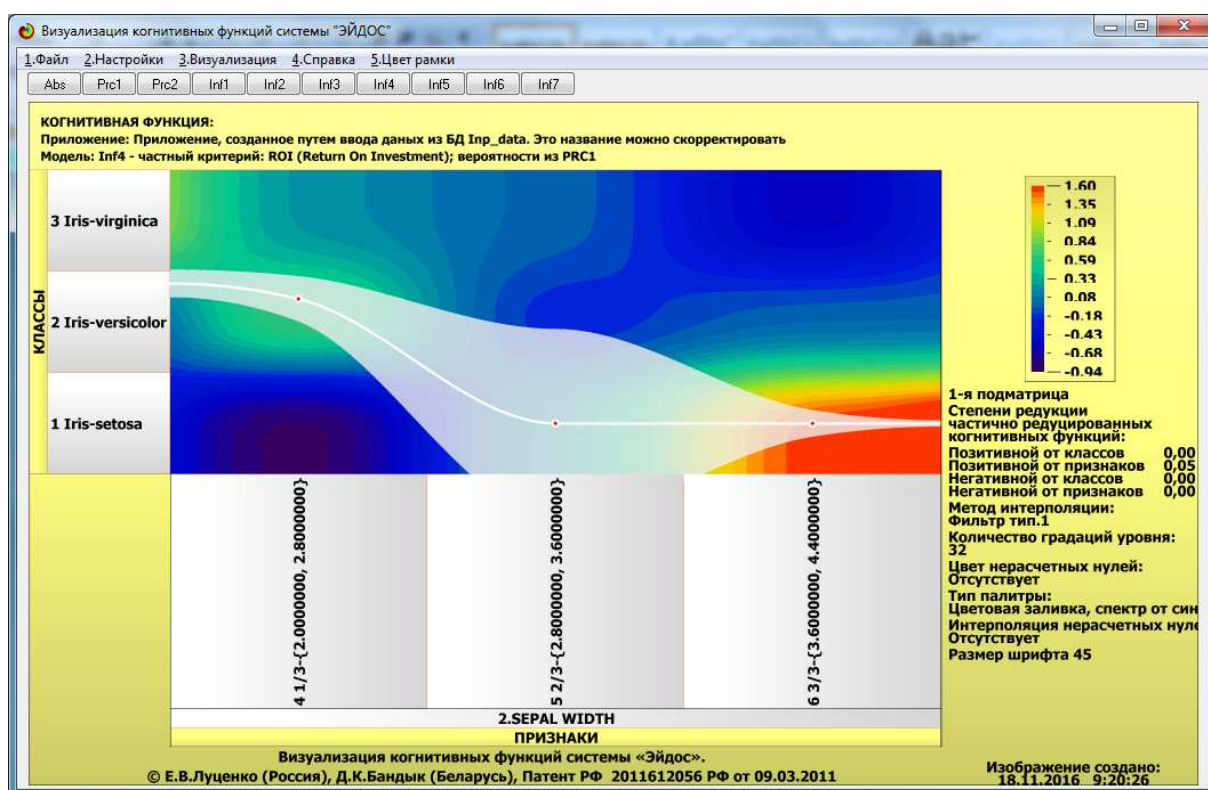 Визуализация когнитивных функций системы "ЭЙДОС"
1.Файл 2.Настройки 3.Визуализация 4.Справка 5.Цвет рамки
Abs Prc1 Prc2 Inf1 Inf2 Inf3 Inf4 Inf5 Inf6 Inf7
КОГНИТИВНАЯ ФУНКЦИЯ:
Приложение: Приложение, созданное путем ввода даных из БД Inp_data. Это название можно скорректировать
Модель: Inf4 - частный критерий: ROI (Return On Investment); вероятности из PRC1
КЛАССЫ
3 Iris-virginica
2 Iris-versicolor
1 Iris-setosa
1.60
1.35
1.09
0.84
0.59
0.33
0.08
-0.18
-0.43
-0.68
-0.94
1-я подматрица
Степени редукции
частично редуцированных
когнитивных функций:
Позитивной от классов 0,00
Позитивной от признаков 0,05
Негативной от классов 0,00
Негативной от признаков 0,00
Метод интерполяции:
Фильтр тип.1
Количество градаций уровня:
32
Цвет нерасчетных нулей:
Отсутствует
Тип палитры:
Цветовая заливка, спектр от син
Интерполяция нерасчетных нуле
Отсутствует
Размер шрифта 45
4 1/3-{2.0000000, 2.8000000}
5 2/3-{2.8000000, 3.6000000}
6 3/3-{3.6000000, 4.4000000}
2.SEPAL WIDTH
ПРИЗНАКИ
Визуализация когнитивных функций системы «Эйдос».
© Е.В.Луценко (Россия), Д.К.Бандык (Беларусь), Патент РФ 2011612056 РФ от 09.03.2011
Изображение создано:
18.11.2016 9:20:26